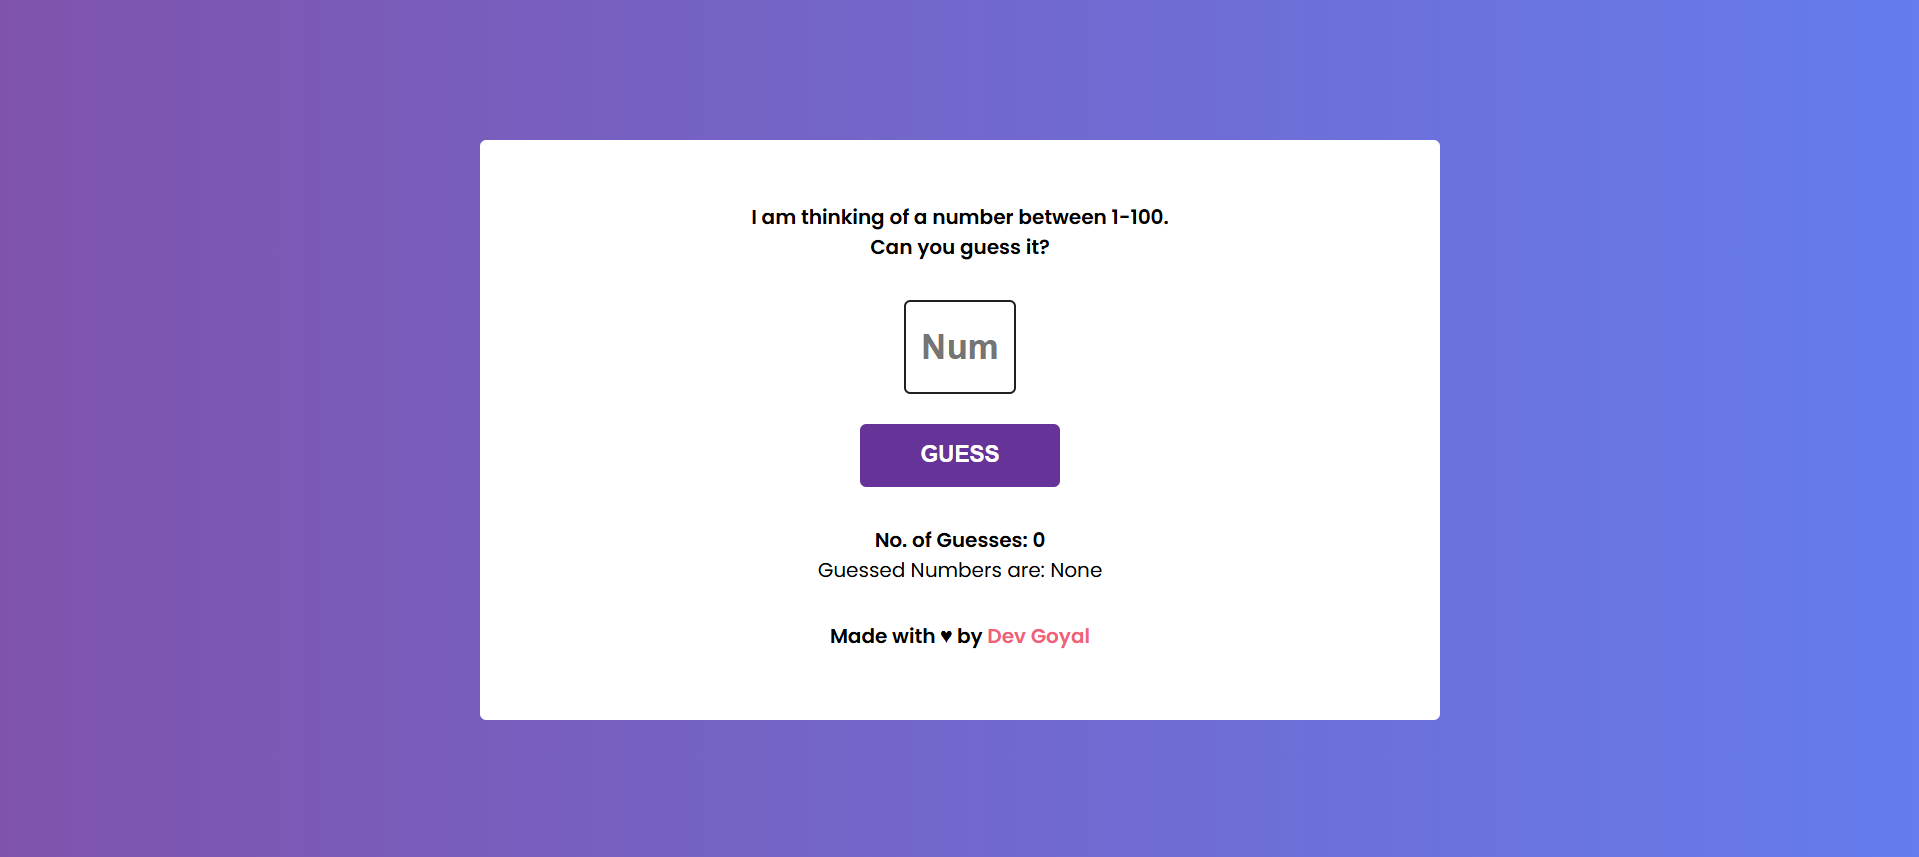 I am thinking of a number between 1-100.
Can you guess it?
Num
GUESS
No. of Guesses: 0
Guessed Numbers are: None
Made with ♥ by Dev Goyal